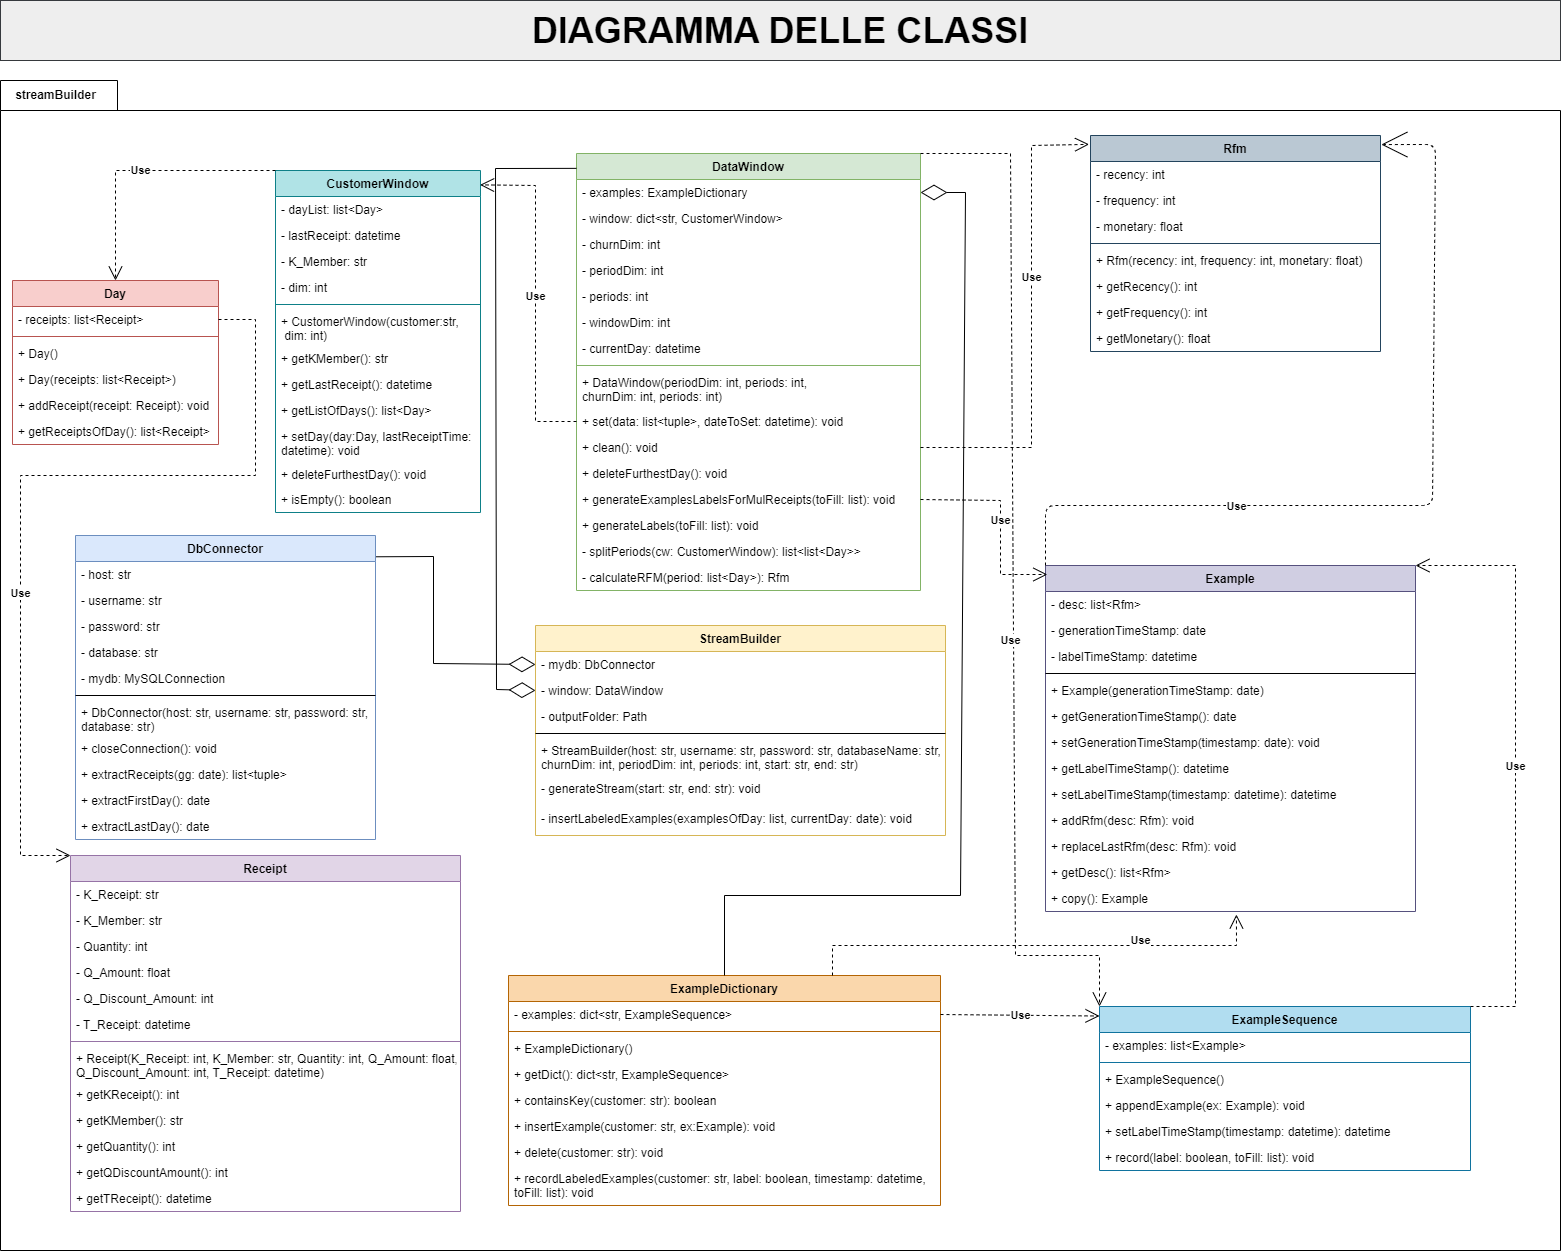 DIAGRAMMA DELLE CLASSI
streamBuilder
Use
CustomerWindow
- dayList: list<Day>
- lastReceipt: datetime
- K_Member: str
- dim: int
+ CustomerWindow(customer:str,
dim: int)
+ getKMember(): str
+ getLastReceipt(): datetime
+ getListOfDays(): list<Day>
+ setDay(day:Day, lastReceiptTime:
datetime): void
+ deleteFurthestDay(): void
+ isEmpty(): boolean
Use
DataWindow
- examples: ExampleDictionary
- window: dict<str, CustomerWindow>
- churnDim: int
- periodDim: int
- periods: int
- windowDim: int
- currentDay: datetime
+ DataWindow(periodDim: int, periods: int,
churnDim: int, periods: int)
+ set(data: list<tuple>, dateToSet: datetime): void
+ clean(): void
+ deleteFurthestDay(): void
+ generateExamplesLabelsForMulReceipts(toFill: list): void
+ generateLabels(toFill: list): void
- splitPeriods(cw: CustomerWindow): list<list<Day>>
- calculateRFM(period: list<Day>): Rfm
Use
Rfm
- recency: int
- frequency: int
- monetary: float
+ Rfm(recency: int, frequency: int, monetary: float)
+ getRecency(): int
+ getFrequency(): int
+ getMonetary(): float
Day
- receipts: list<Receipt>
+ Day()
+ Day(receipts: list<Receipt>)
+ addReceipt(receipt: Receipt): void
+ getReceiptsOfDay(): list<Receipt>
Use
Use
Use
DbConnector
- host: str
- username: str
- password: str
- database: str
- mydb: MySQLConnection
+ DbConnector(host: str, username: str, password: str,
database: str)
+ closeConnection(): void
+ extractReceipts(gg: date): list<tuple>
+ extractFirstDay(): date
+ extractLastDay(): date
StreamBuilder
- mydb: DbConnector
- window: DataWindow
- outputFolder: Path
+ StreamBuilder(host: str, username: str, password: str, databaseName: str,
churnDim: int, periodDim: int, periods: int, start: str, end: str)
- generateStream(start: str, end: str): void
- insertLabeledExamples(examplesOfDay: list, currentDay: date): void
Use
Example
- desc: list<Rfm>
- generationTimeStamp: date
- labelTimeStamp: datetime
+ Example(generationTimeStamp: date)
+ getGenerationTimeStamp(): date
+ setGenerationTimeStamp(timestamp: date): void
+ getLabelTimeStamp(): datetime
+ setLabelTimeStamp(timestamp: datetime): datetime
+ addRfm(desc: Rfm): void
+ replaceLastRfm(desc: Rfm): void
+ getDesc(): list<Rfm>
+ copy(): Example
Use
Receipt
- K_Receipt: str
- K_Member: str
- Quantity: int
- Q_Amount: float
- Q_Discount_Amount: int
- T_Receipt: datetime
+ Receipt(K_Receipt: int, K_Member: str, Quantity: int, Q_Amount: float,
Q_Discount_Amount: int, T_Receipt: datetime)
+ getKReceipt(): int
+ getKMember(): str
+ getQuantity(): int
+ getQDiscountAmount(): int
+ getTReceipt(): datetime
Use
ExampleDictionary
- examples: dict<str, ExampleSequence>
+ ExampleDictionary()
+ getDict(): dict<str, ExampleSequence>
+ containsKey(customer: str): boolean
+ insertExample(customer: str, ex:Example): void
+ delete(customer: str): void
+ recordLabeledExamples(customer: str, label: boolean, timestamp: datetime,
toFill: list): void
Use
ExampleSequence
- examples: list<Example>
+ ExampleSequence()
+ appendExample(ex: Example): void
+ setLabelTimeStamp(timestamp: datetime): datetime
+ record(label: boolean, toFill: list): void